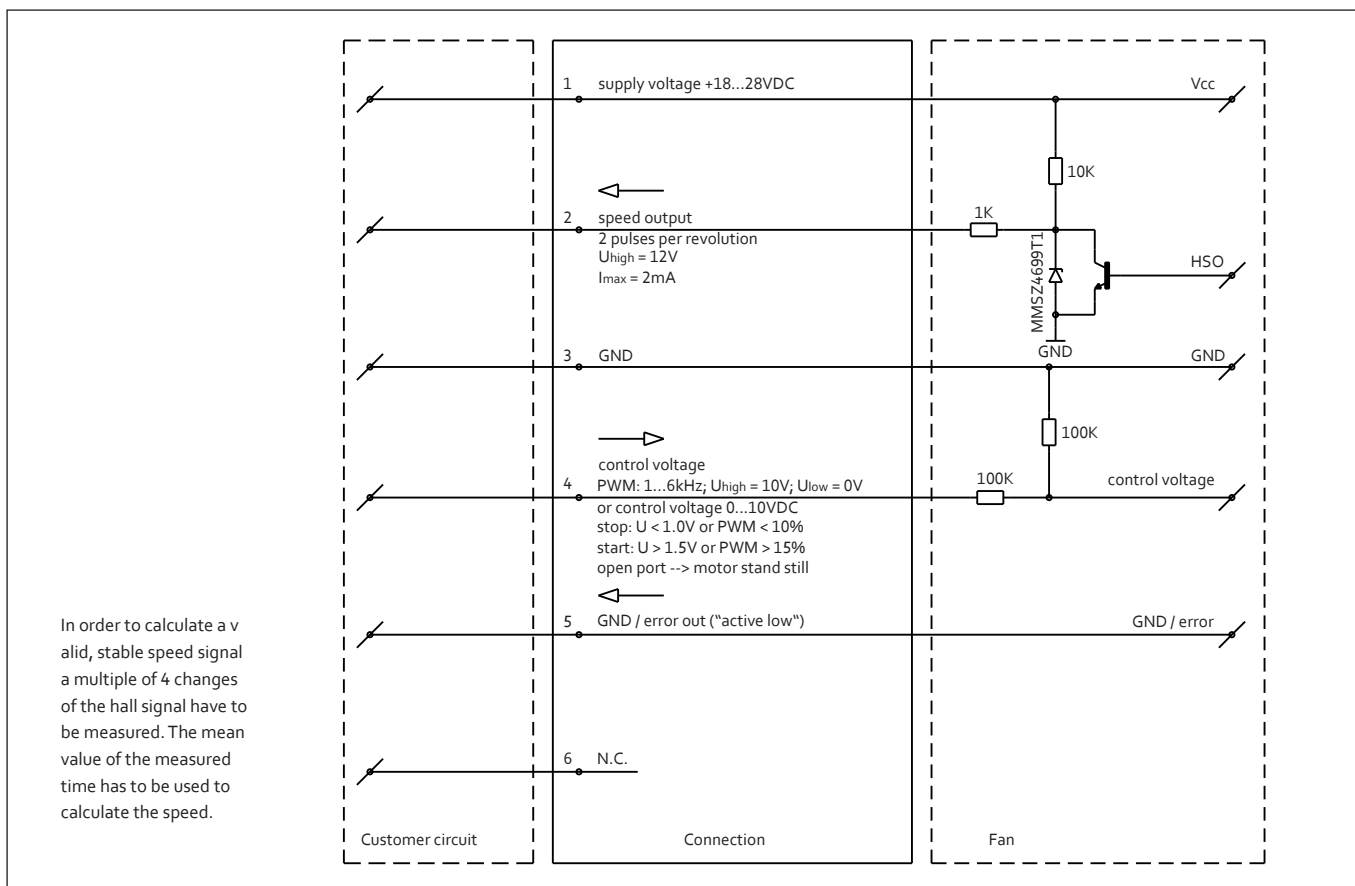 1 supply voltage +18...28VDC
Vcc
10K
1K
2 speed output
2 pulses per revolution
Uhigh = 12V
Imax = 2mA
MMSZ4699T1
HSO
GND
3 GND
GND
100K
control voltage
4 PWM: 1...6kHz; Uhigh = 10V; Ulow = 0V
100K
control voltage
or control voltage 0...10VDC
stop: U < 1.0V or PWM < 10%
start: U > 1.5V or PWM > 15%
open port --> motor stand still
5 GND / error out ("active low")
GND / error
In order to calculate a v
alid, stable speed signal
a multiple of 4 changes
of the hall signal have to
be measured. The mean
value of the measured
time has to be used to
calculate the speed.
6 N.C.
Customer circuit
Connection
Fan